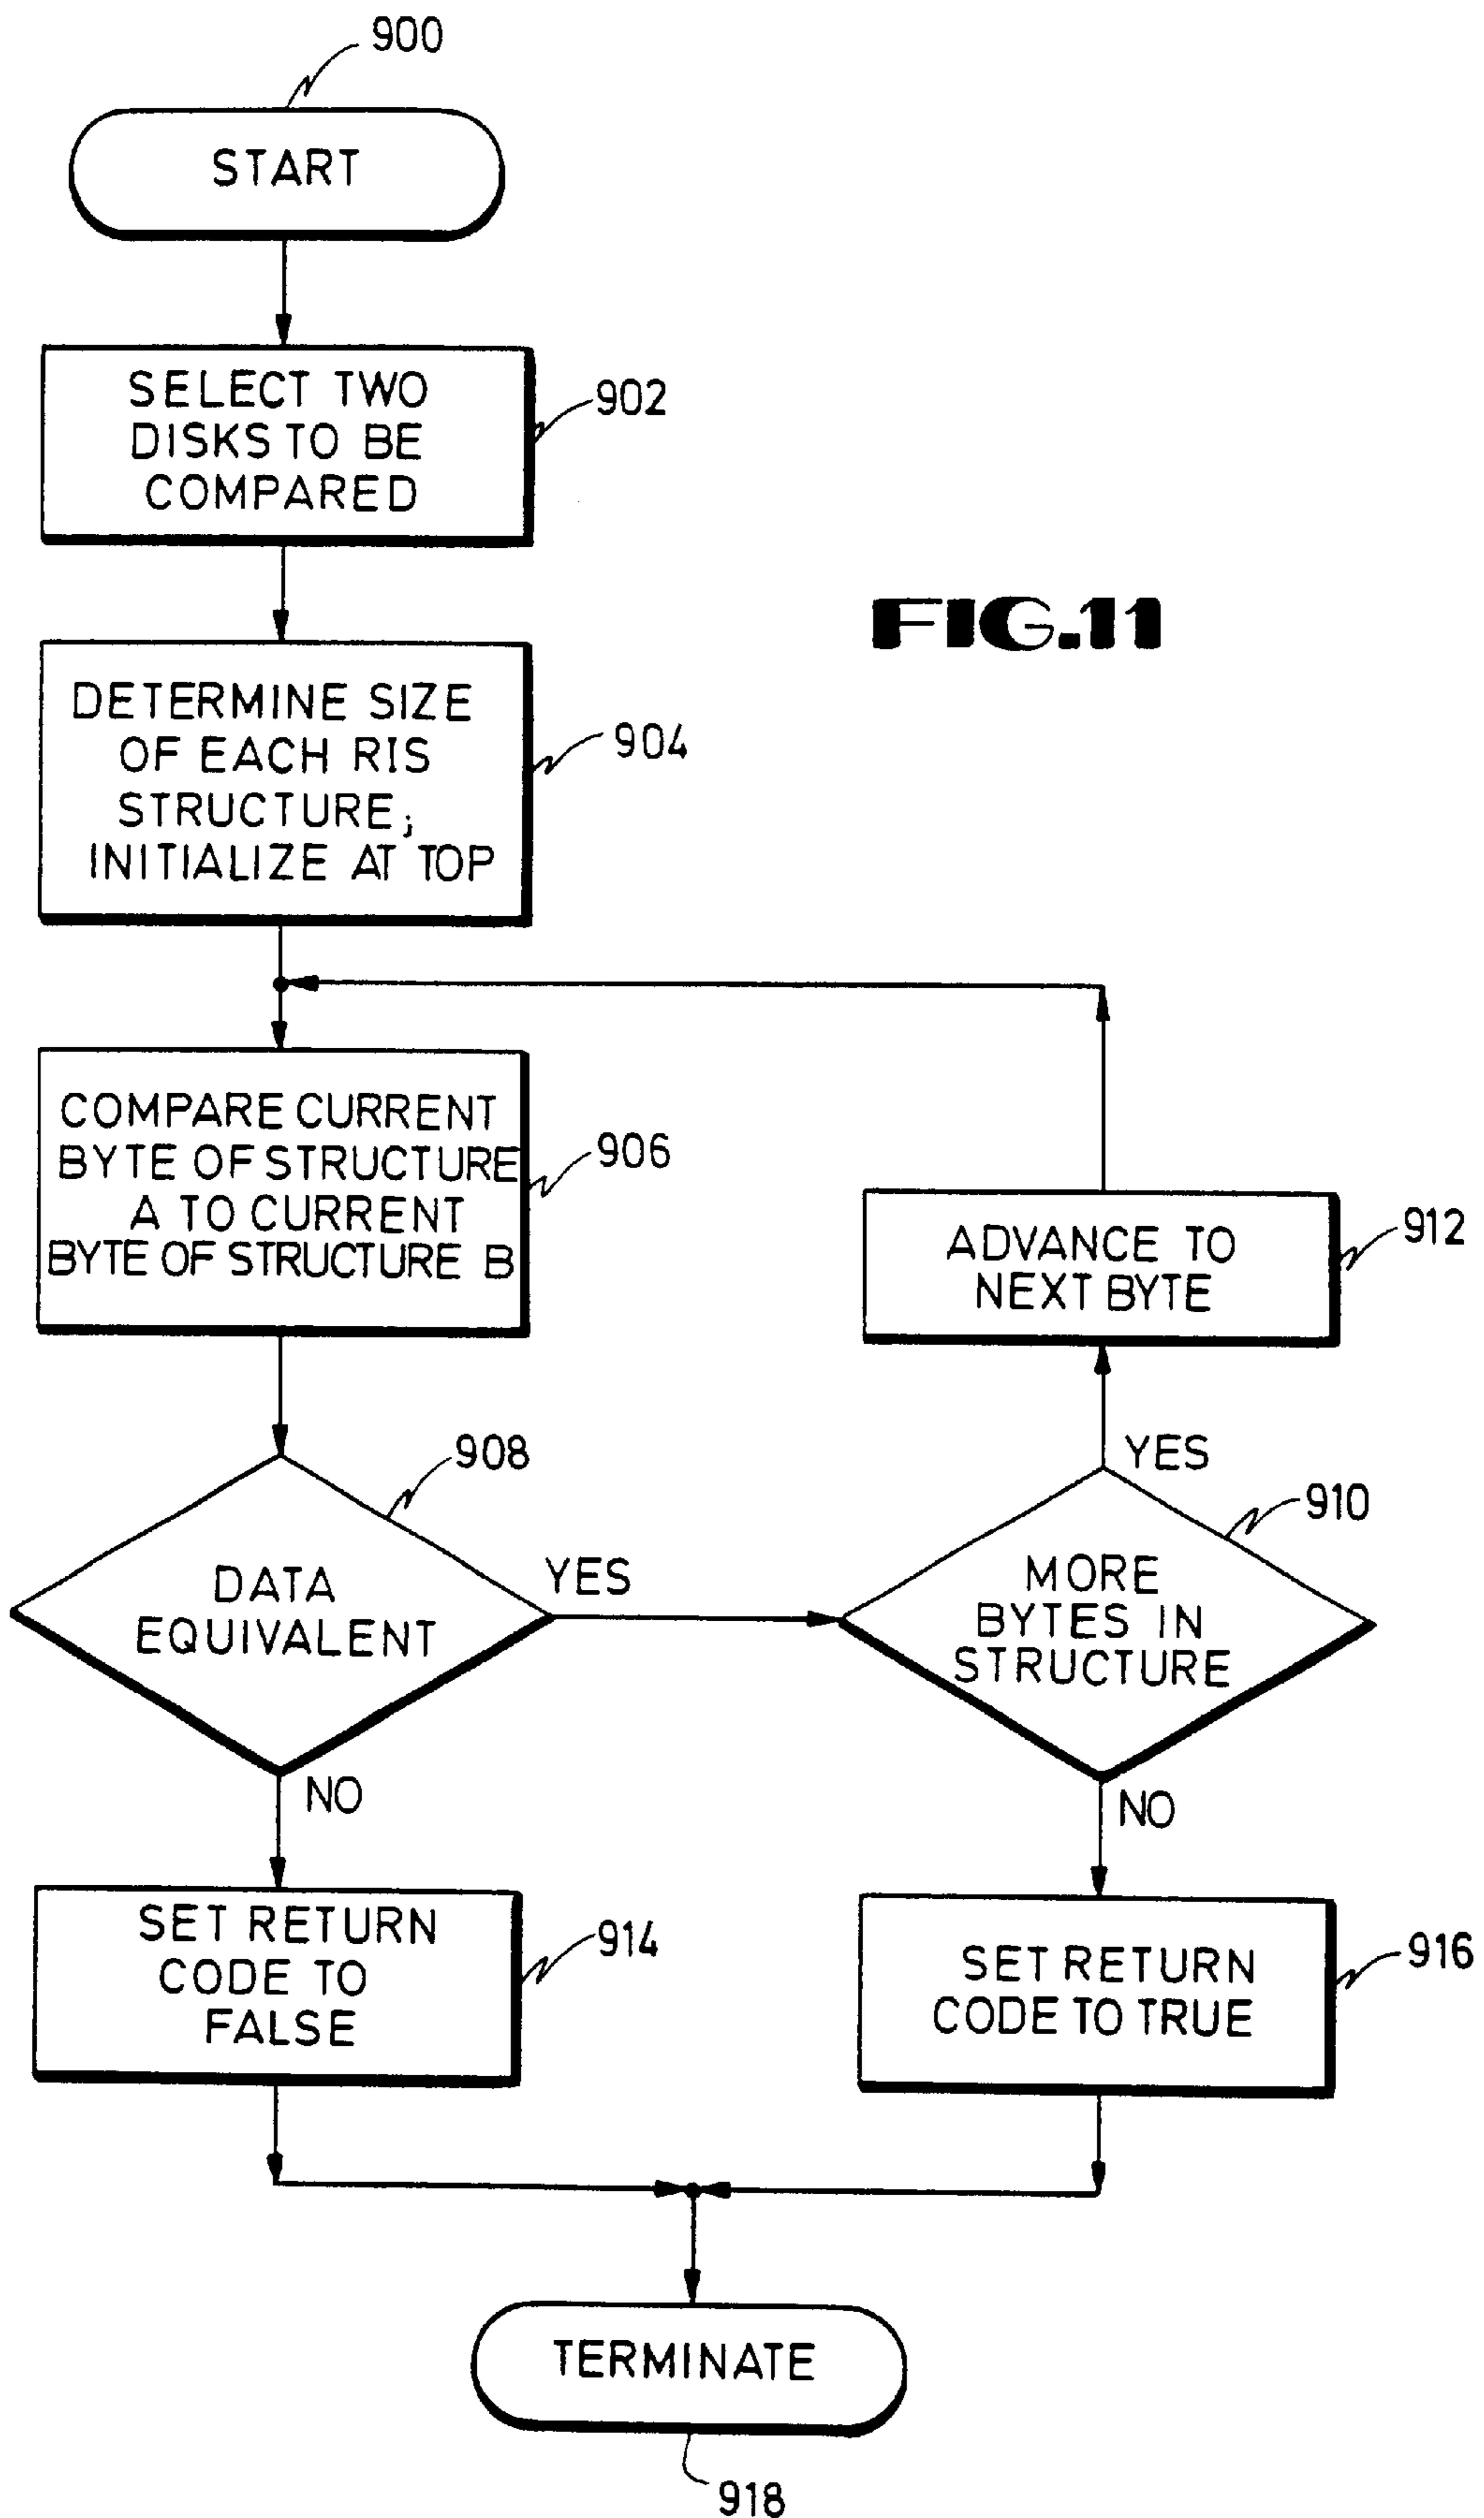 900
START
SELECT TWO
DISKS TO BE
COMPARED
902
FIG.11
DETERMINE SIZE
OF EACH RIS
STRUCTURE;
INITIALIZE AT TOP
904
COMPARE CURRENT
BYTE OF STRUCTURE
A TO CURRENT
BYTE OF STRUCTURE B
906
ADVANCE TO
NEXT BYTE
912
908
DATA
EQUIVALENT
YES
NO
YES
910
MORE
BYTES IN
STRUCTURE
NO
SET RETURN
CODE TO
FALSE
914
SET RETURN
CODE TO TRUE
916
TERMINATE
918